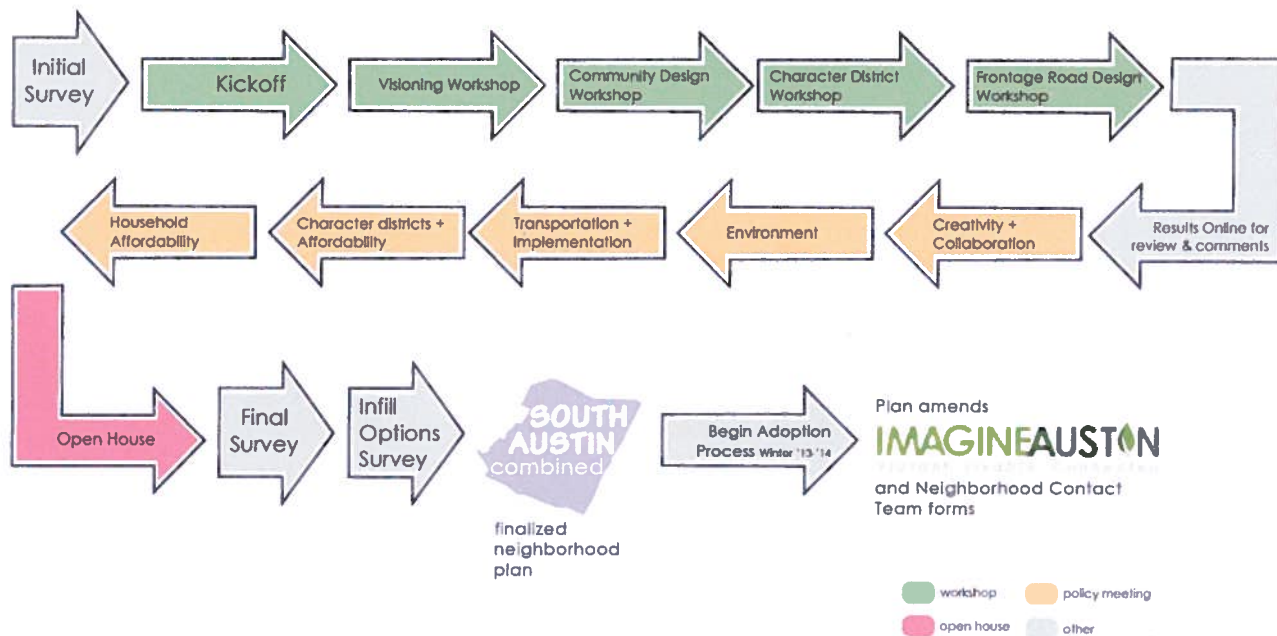 Initial
Survey
Kickoff
Visioning Workshop
Community Design
Workshop
Character District
Workshop
Frontage Road Design
Workshop
Results Online for
review & comments
Creativity +
Collaboration
Environment
Transportation +
Implementation
Character districts +
Affordability
Household
Affordability
Open House
Final
Survey
Infill
Options
Survey
SOUTH
AUSTIN
combined
finalized
neighborhood
plan
Begin Adoption
Process Winter '13-'14
Plan amends
IMAGINEAUSTIN
and Neighborhood Contact
Team forms
workshop
policy meeting
open house
other